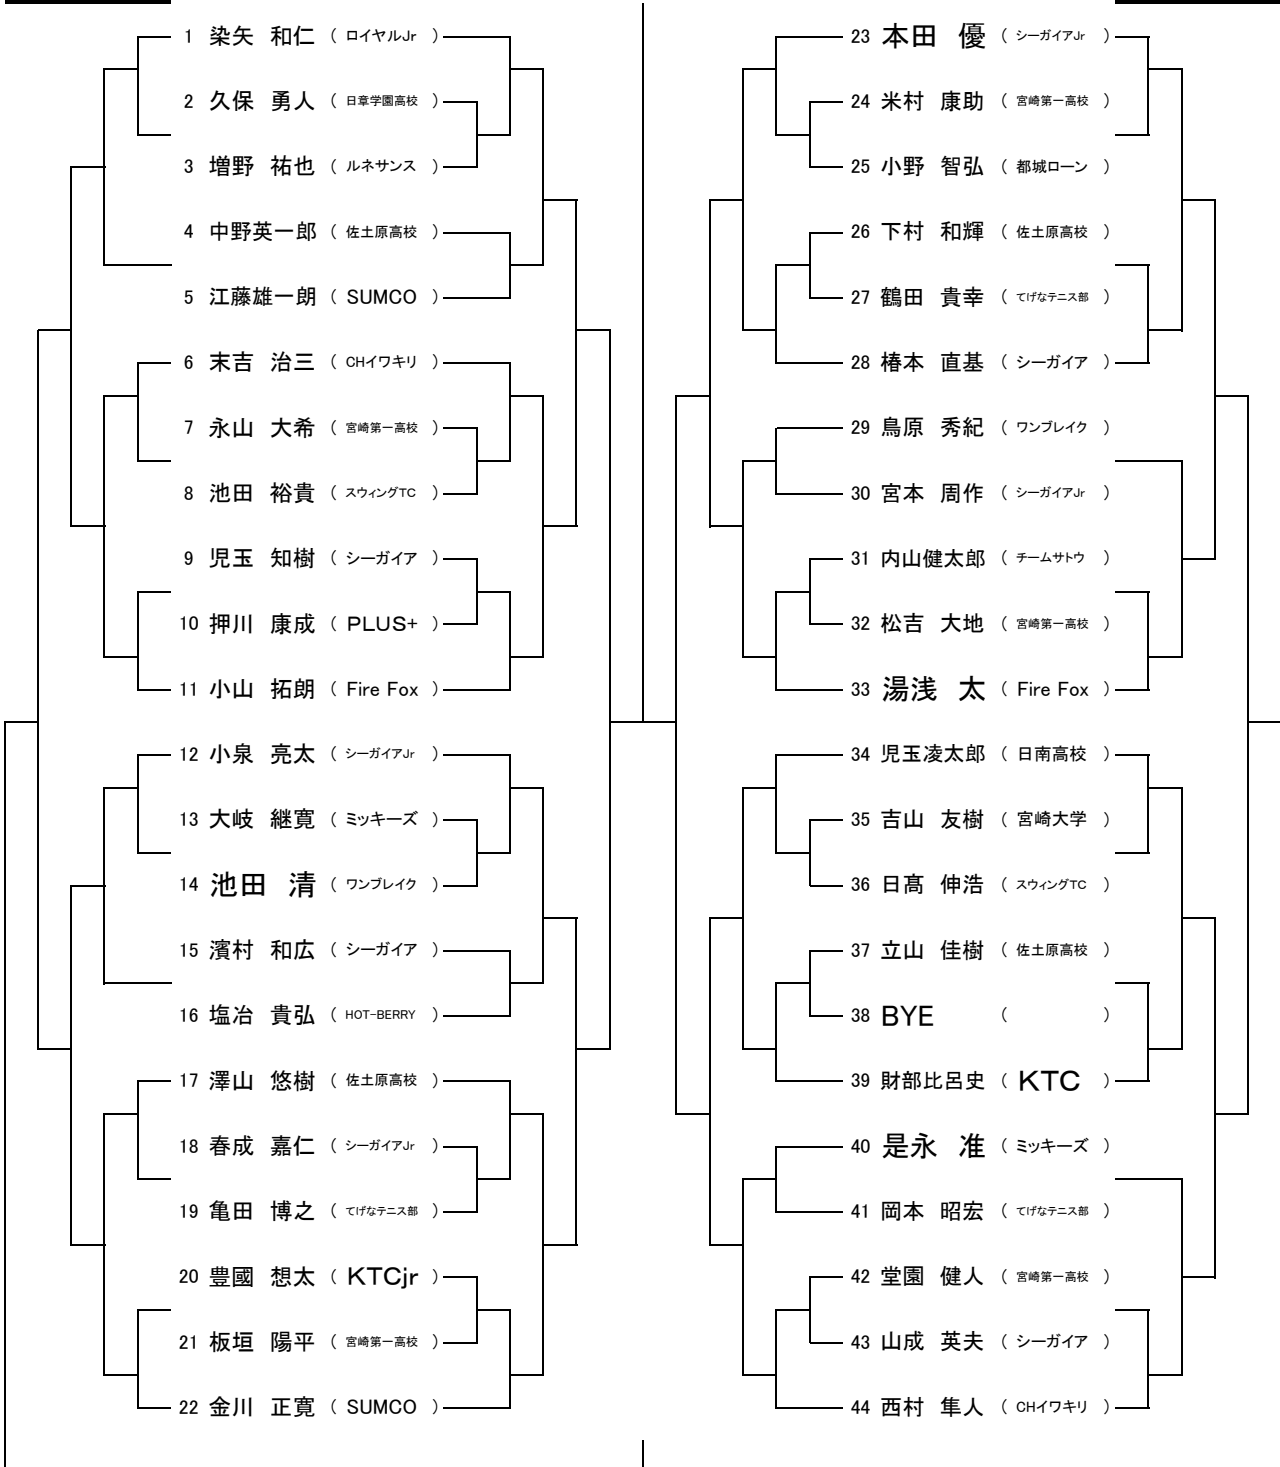 1 染矢 和仁 ( ロイヤルJr )
2 久保 勇人 ( 日章学園高校 )
3 増野 祐也 ( ルネサンス )
4 中野英一郎 ( 佐土原高校 )
5 江藤雄一朗 ( SUMCO )
6 末吉 治三 ( CHイワキリ )
7 永山 大希 ( 宮崎第一高校 )
8 池田 裕貴 ( スウィングTC )
9 児玉 知樹 ( シーガイア )
10 押川 康成 ( PLUS+ )
11 小山 拓朗 ( Fire Fox )
12 小泉 亮太 ( シーガイアJr )
13 大岐 継寛 ( ミッキーズ )
14 池田 清 ( ワンブレイク )
15 濱村 和広 ( シーガイア )
16 塩冶 貴弘 ( HOT-BERRY )
17 澤山 悠樹 ( 佐土原高校 )
18 春成 嘉仁 ( シーガイアJr )
19 亀田 博之 ( てげなテニス部 )
20 豊國 想太 ( KTCjr )
21 板垣 陽平 ( 宮崎第一高校 )
22 金川 正寛 ( SUMCO )
23 本田 優 ( シーガイアJr )
24 米村 康助 ( 宮崎第一高校 )
25 小野 智弘 ( 都城ローン )
26 下村 和輝 ( 佐土原高校 )
27 鶴田 貴幸 ( てげなテニス部 )
28 椿本 直基 ( シーガイア )
29 鳥原 秀紀 ( ワンブレイク )
30 宮本 周作 ( シーガイアJr )
31 内山健太郎 ( チームサトウ )
32 松吉 大地 ( 宮崎第一高校 )
33 湯浅 太 ( Fire Fox )
34 児玉凌太郎 ( 日南高校 )
35 吉山 友樹 ( 宮崎大学 )
36 日髙 伸浩 ( スウィングTC )
37 立山 佳樹 ( 佐土原高校 )
38 BYE ( )
39 財部比呂史 ( KTC )
40 是永 准 ( ミッキーズ )
41 岡本 昭宏 ( てげなテニス部 )
42 堂園 健人 ( 宮崎第一高校 )
43 山成 英夫 ( シーガイア )
44 西村 隼人 ( CHイワキリ )